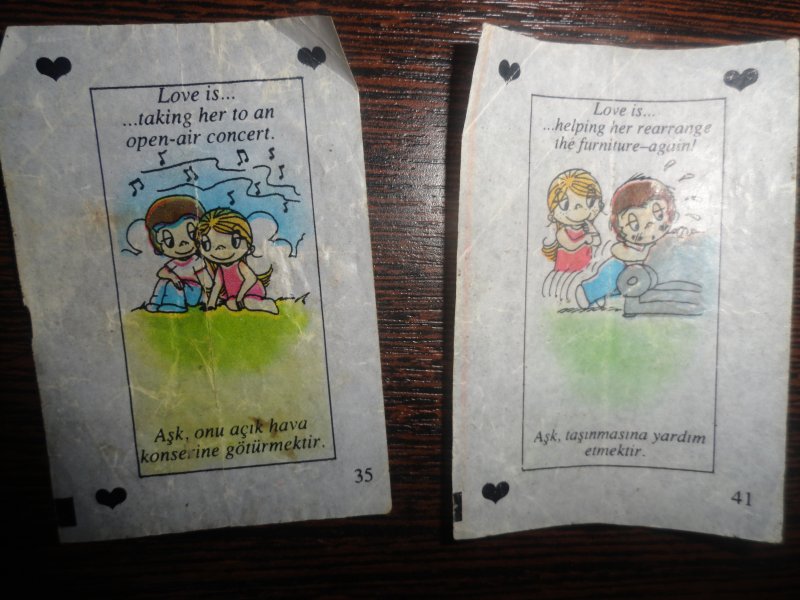 Love is...
...taking her to an
open-air concert.
Aşk, onu açık hava
konserine götürmektir.
35
Love is...
...helping her rearrange
the furniture–again!
Aşk, taşınmasına yardım
etmektir.
41